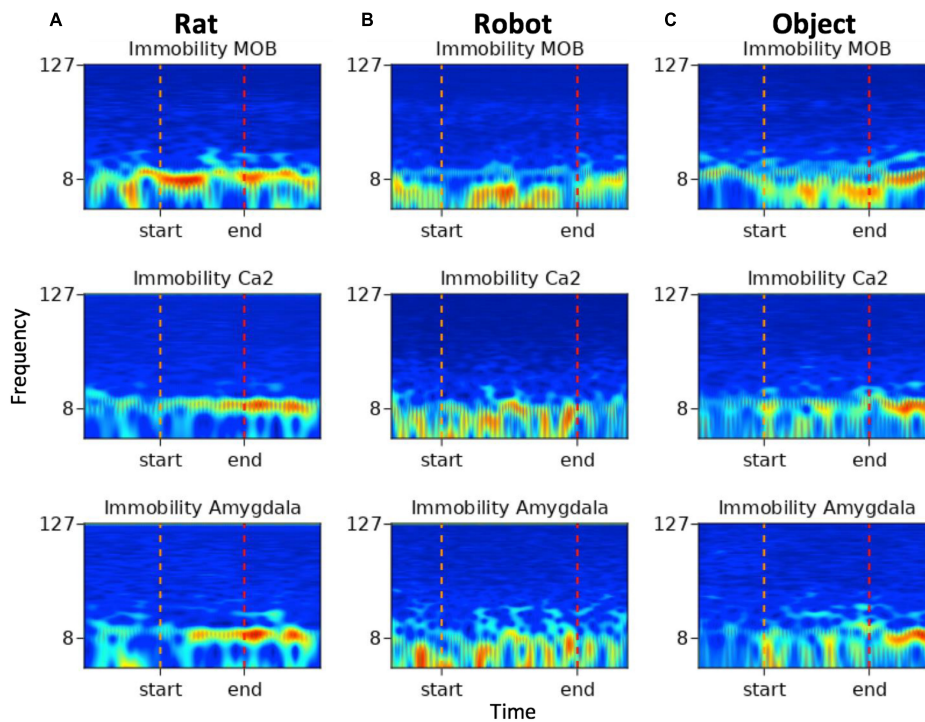 A Rat B Robot C Object
Immobility MOB Immobility MOB Immobility MOB
127 127 127
8 8 8
start end start end start end
Immobility Ca2 Immobility Ca2 Immobility Ca2
127 127 127
Frequency
8 8 8
start end start end start end
Immobility Amygdala Immobility Amygdala Immobility Amygdala
127 127 127
8 8 8
start end start end start end
Time